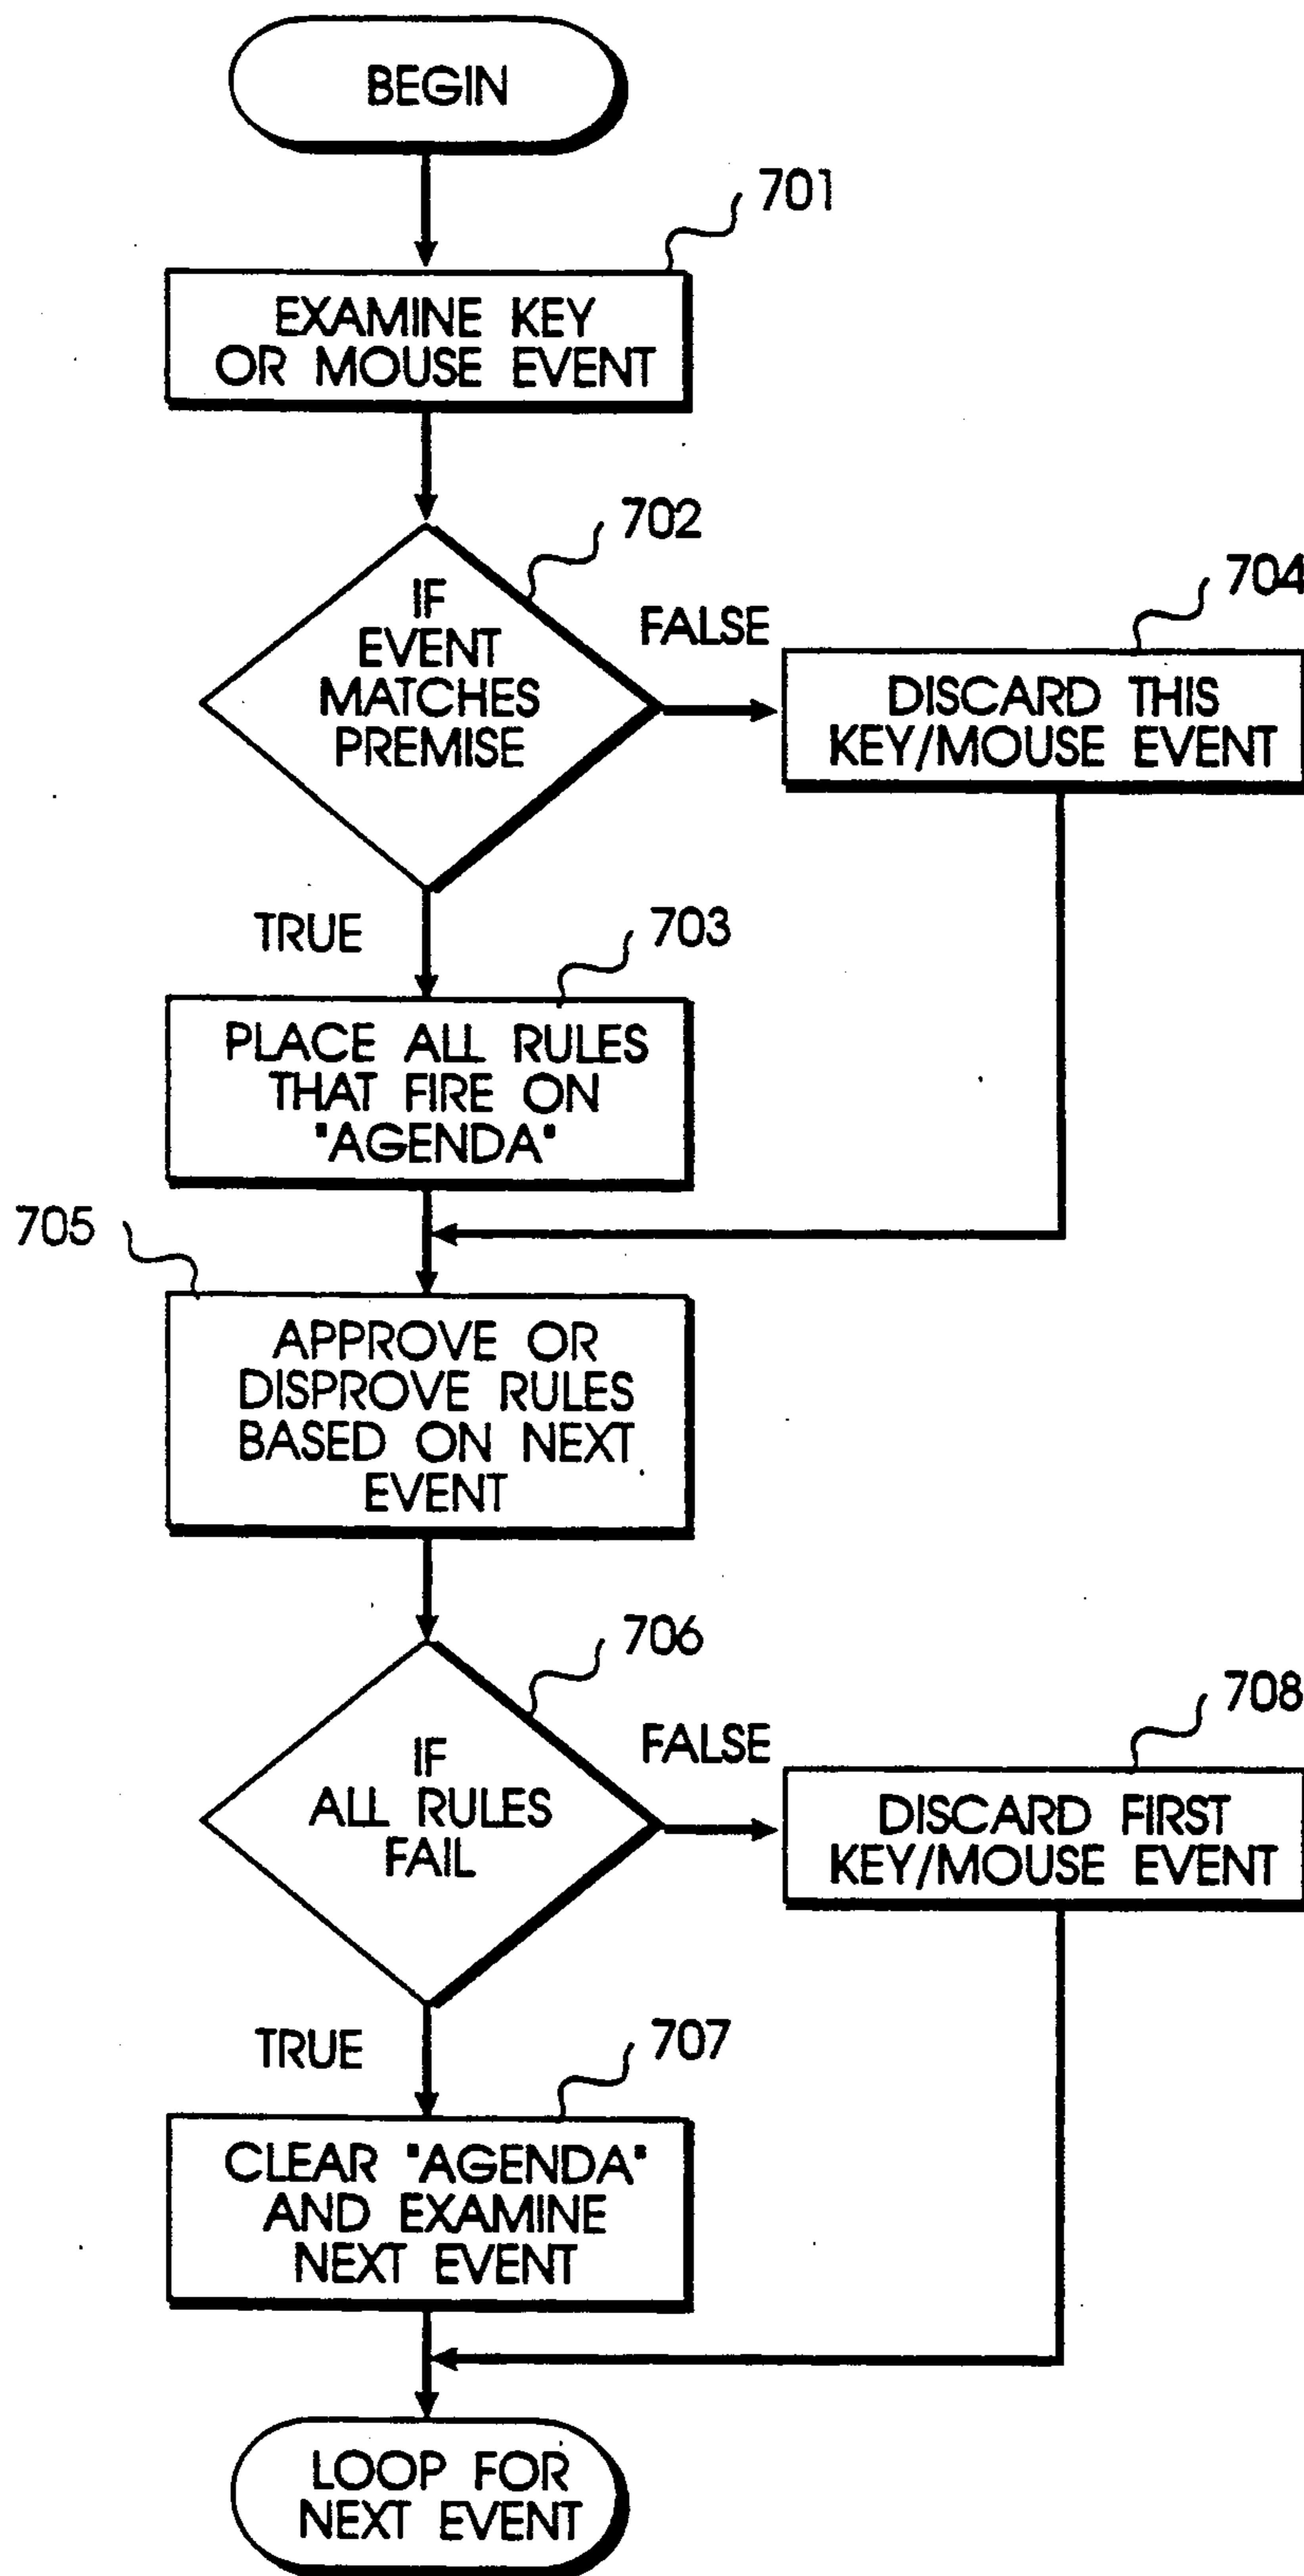 BEGIN
701
EXAMINE KEY
OR MOUSE EVENT
702
IF
EVENT
MATCHES
PREMISE
FALSE
704
DISCARD THIS
KEY/MOUSE EVENT
TRUE
703
PLACE ALL RULES
THAT FIRE ON
"AGENDA"
705
APPROVE OR
DISPROVE RULES
BASED ON NEXT
EVENT
706
IF
ALL RULES
FAIL
FALSE
708
DISCARD FIRST
KEY/MOUSE EVENT
TRUE
707
CLEAR "AGENDA"
AND EXAMINE
NEXT EVENT
LOOP FOR
NEXT EVENT